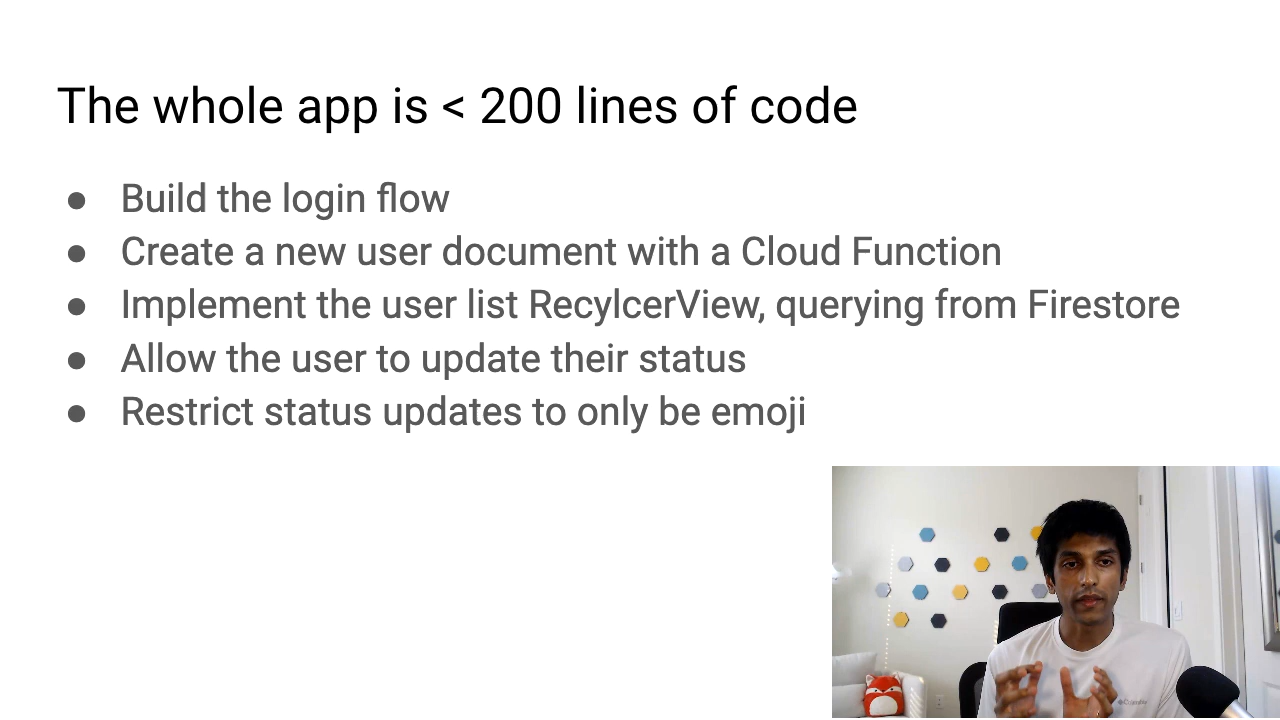 The whole app is < 200 lines of code
● Build the login flow
● Create a new user document with a Cloud Function
● Implement the user list RecylcerView, querying from Firestore
● Allow the user to update their status
● Restrict status updates to only be emoji